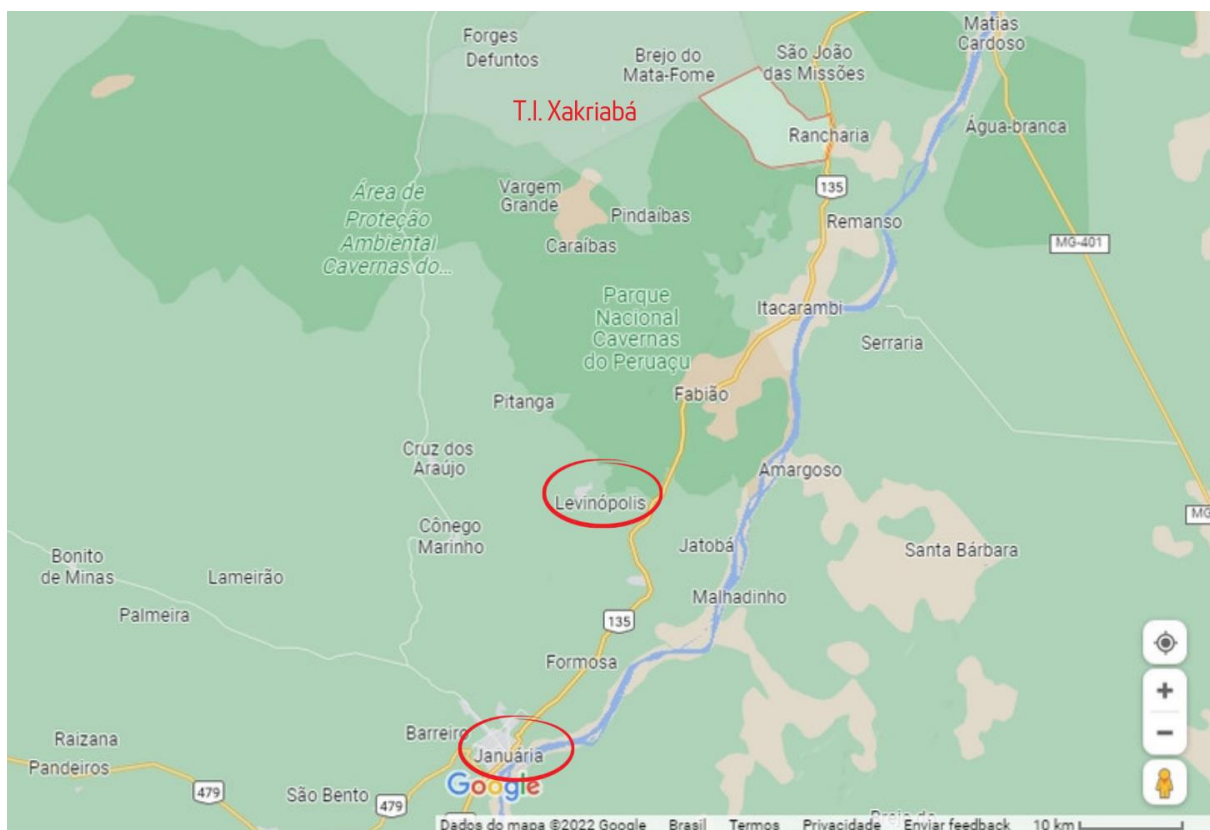 Forges
Defuntos
Brejo do
Mata-Fome
São João
das Missões
Matias
Cardoso
T.I. Xakriabá
Rancharia
Água-branca
135
Vargem
Grande
Pindaíbas
Caraíbas
Remanso
Área de
Proteção
Ambiental
Cavernas do...
MG-401
Parque
Nacional
Cavernas
do Peruaçu
Itacarambi
Serraria
Fabião
Pitanga
Cruz dos
Araújo
Amargoso
Levinópolis
MG
Cônego
Marinho
Jatobá
Santa Bárbara
Bonito
de Minas
Lameirão
Malhadinho
Palmeira
135
Formosa
Barreiro
Raizana
Januária
Pandeiros
Google
479
São Bento
479
Dados do mapa ©2022 Google Brasil Termos Privacidade Enviar feedback 10 km